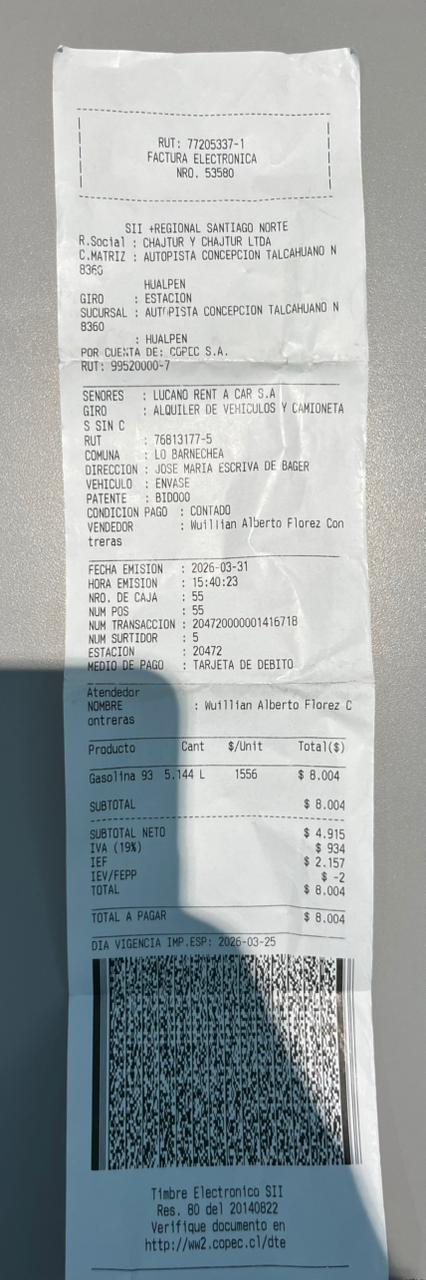 RUT: 77205337-1
FACTURA ELECTRONICA
NRO. 53580
SII +REGIONAL SANTIAGO NORTE
R.Social : CHAJTUR Y CHAJTUR LTDA
C.MATRIZ : AUTOPISTA CONCEPCION TALCAHUANO N
8360
HUALPEN
GIRO : ESTACION
SUCURSAL : AUTOPISTA CONCEPCION TALCAHUANO N
8360
: HUALPEN
POR CUENTA DE: COPEC S.A.
RUT: 99520000-7
SENORES : LUCANO RENT A CAR S.A
GIRO : ALQUILER DE VEHICULOS Y CAMIONETA
S SIN C
RUT : 76813177-5
COMUNA : LO BARNECHEA
DIRECCION : JOSE MARIA ESCRIVA DE BAGER
VEHICULO : ENVASE
PATENTE : BIDOOO
CONDICION PAGO : CONTADO
VENDEDOR : Wuillian Alberto Florez Con
treras
FECHA EMISION : 2026-03-31
HORA EMISION : 15:40:23
NRO. DE CAJA : 55
NUM POS : 55
NUM TRANSACCION : 204720000001416718
NUM SURTIDOR : 5
ESTACION : 20472
MEDIO DE PAGO : TARJETA DE DEBITO
Atendedor
NOMBRE : Wuillian Alberto Florez C
ontreras
Producto Cant $/Unit Total($)
Gasolina 93 5.144 L 1556 $ 8.004
SUBTOTAL $ 8.004
SUBTOTAL NETO $ 4.915
IVA (19%) $ 934
IEF $ 2.157
IEV/FEPP $ -2
TOTAL $ 8.004
TOTAL A PAGAR $ 8.004
DIA VIGENCIA IMP.ESP: 2026-03-25
Timbre Electronico SII
Res. 80 del 20140822
Verifique documento en
http://ww2.copec.cl/dte